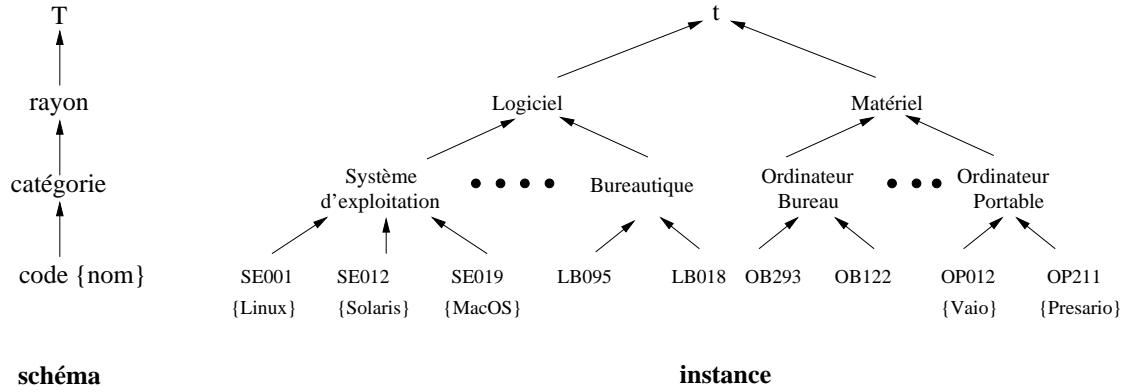 T t
rayon Logiciel Matériel
catégorie Système d'exploitation Bureautique Ordinateur Bureau Ordinateur Portable
code {nom} SE001 SE012 SE019 LB095 LB018 OB293 OB122 OP012 OP211
{Linux} {Solaris} {MacOS} {Vaio} {Presario}
schéma instance